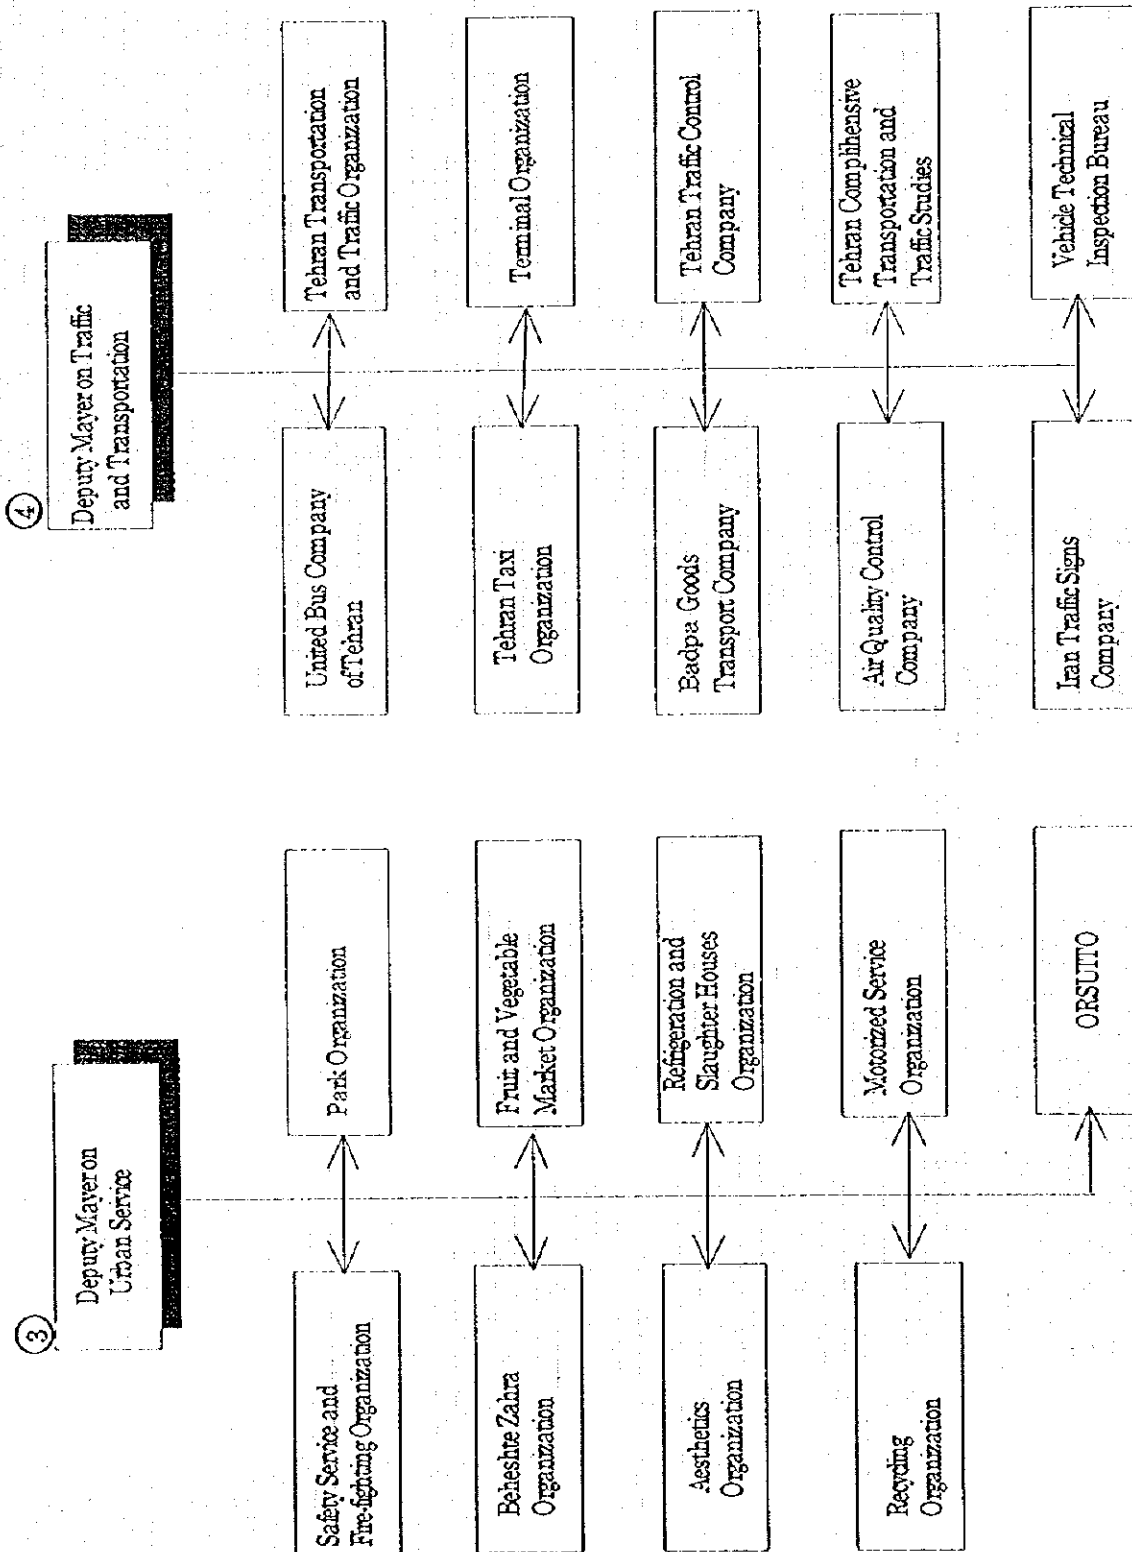 ③
Deputy Mayer on
Urban Service
Safety Service and
Fire-fighting Organization
Park Organization
Beheshte Zahra
Organization
Fruit and Vegetable
Market Organization
Aesthetics
Organization
Refrigeration and
Slaughter Houses
Organization
Recycling
Organization
Motorized Service
Organization
ORSUITO
④
Deputy Mayer on Traffic
and Transportation
United Bus Company
of Tehran
Tehran Transportation
and Traffic Organization
Tehran Taxi
Organization
Terminal Organization
Badpa Goods
Transport Company
Tehran Traffic Control
Company
Air Quality Control
Company
Tehran Complihensive
Transportation and
Traffic Studies
Iran Traffic Signs
Company
Vehicle Technical
Inspection Bureau